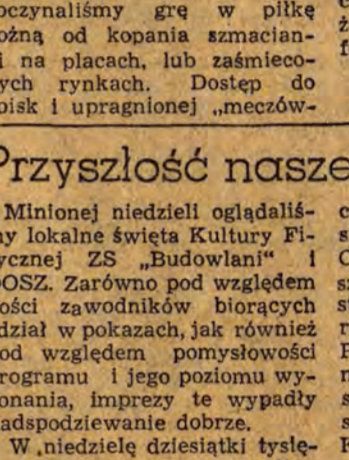 oczynaliśmy grę w piłkę
ożną od kopania szmacian-
i na placach, lub zaśmieco-
ych rynkach. Dostęp do
oisk i upragnionej „meczów-
Przyszłość nasze
Minionej niedzieli oglądaliś-
ny lokalne święta Kultury Fi-
ycznej ZS „Budowlani“ i
OOSZ. Zarówno pod względem
ości zawodników biorących
dział w pokazach, jak również
od względem pomysłowości
rogramu i jego poziomu wy-
onania, imprezy te wypadły
adspodziewanie dobrze.
W niedzielę dziesiątki tysię-